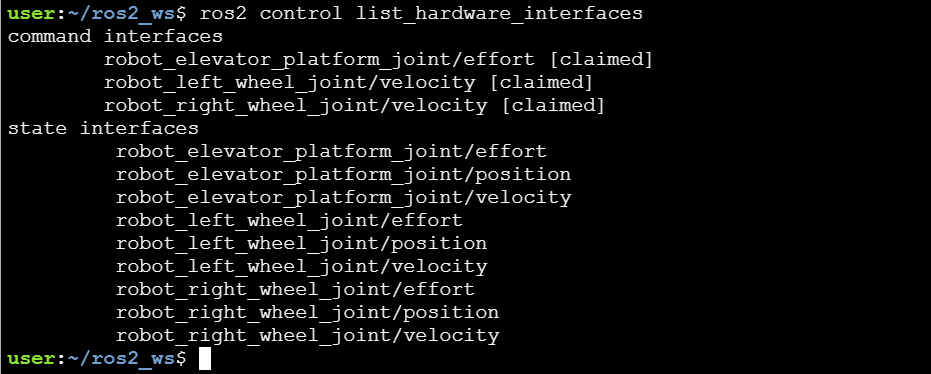 user:~/ros2_ws$ ros2 control list_hardware_interfaces
command interfaces
robot_elevator_platform_joint/effort [claimed]
robot_left_wheel_joint/velocity [claimed]
robot_right_wheel_joint/velocity [claimed]
state interfaces
robot_elevator_platform_joint/effort
robot_elevator_platform_joint/position
robot_elevator_platform_joint/velocity
robot_left_wheel_joint/effort
robot_left_wheel_joint/position
robot_left_wheel_joint/velocity
robot_right_wheel_joint/effort
robot_right_wheel_joint/position
robot_right_wheel_joint/velocity
user:~/ros2_ws$